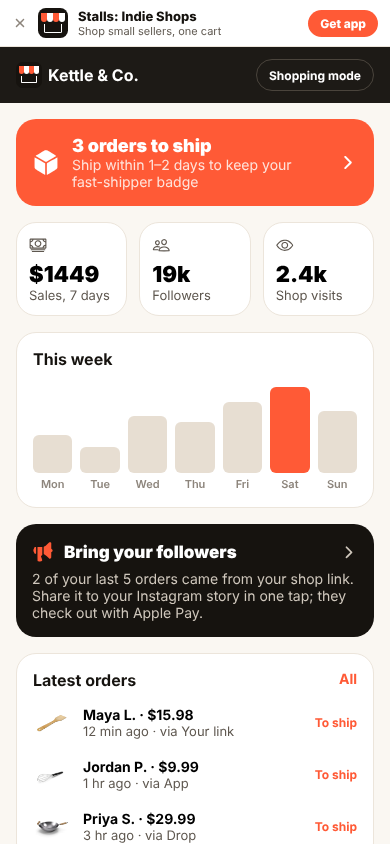 Stalls: Indie Shops
Shop small sellers, one cart
Get app
Kettle & Co.
Shopping mode
3 orders to ship
Ship within 1–2 days to keep your
fast-shipper badge
$1449
Sales, 7 days
19k
Followers
2.4k
Shop visits
This week
Mon
Tue
Wed
Thu
Fri
Sat
Sun
Bring your followers
2 of your last 5 orders came from your shop link.
Share it to your Instagram story in one tap; they
check out with Apple Pay.
Latest orders
All
Maya L. · $15.98
12 min ago · via Your link
To ship
Jordan P. · $9.99
1 hr ago · via App
To ship
Priya S. · $29.99
3 hr ago · via Drop
To ship